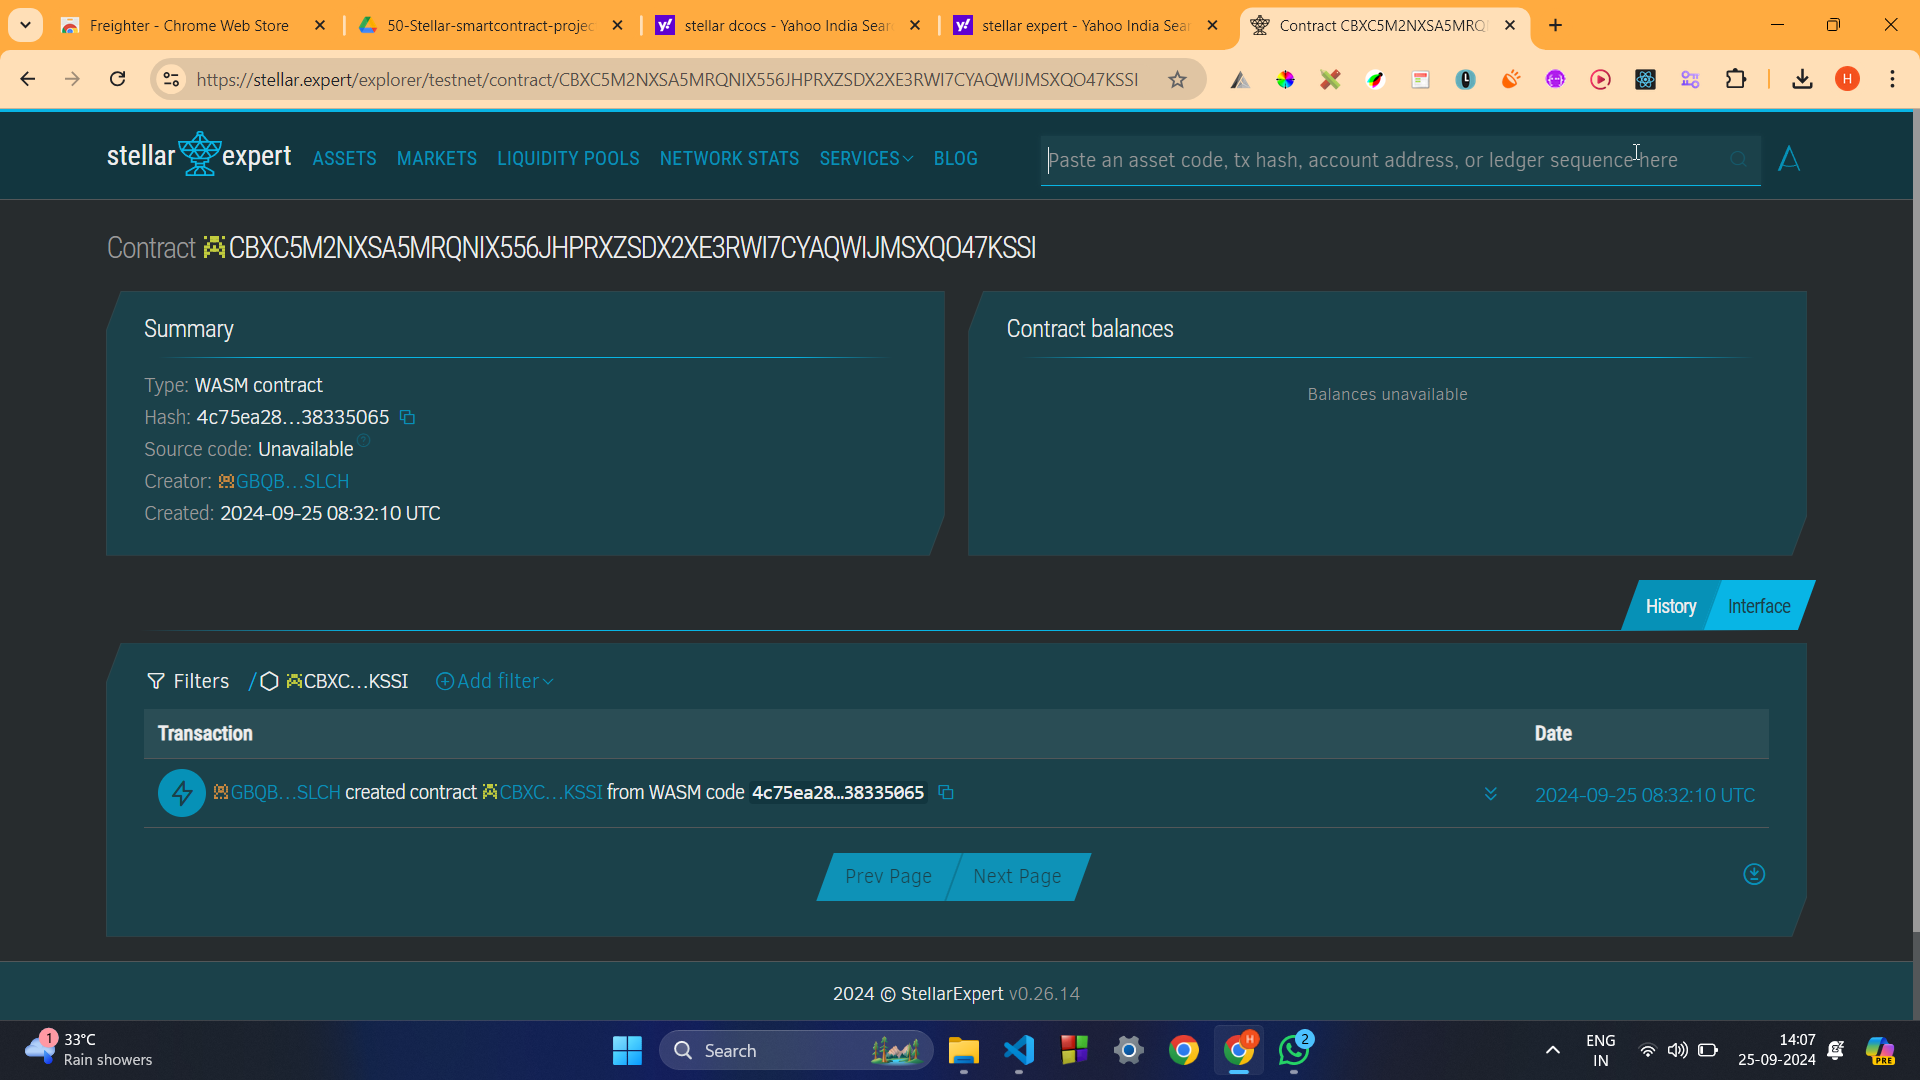 Freighter - Chrome Web Store
50-Stellar-smartcontract-projec
stellar dcocs - Yahoo India Sear
stellar expert - Yahoo India Sear
Contract CBXC5M2NXSA5MRQN
https://stellar.expert/explorer/testnet/contract/CBXC5M2NXSA5MRQNIX556JHPRXZSDX2XE3RWI7CYAQWIJMSXQO47KSSI
H
stellar expert
ASSETS MARKETS LIQUIDITY POOLS NETWORK STATS SERVICES BLOG
Paste an asset code, tx hash, account address, or ledger sequence here
Contract CBXC5M2NXSA5MRQNIX556JHPRXZSDX2XE3RWI7CYAQWIJMSXQO47KSSI
Summary
Type: WASM contract
Hash: 4c75ea28…38335065
Source code: Unavailable ?
Creator: GBQB…SLCH
Created: 2024-09-25 08:32:10 UTC
Contract balances
Balances unavailable
History Interface
Filters / CBXC…KSSI Add filter
Transaction Date
GBQB…SLCH created contract CBXC…KSSI from WASM code 4c75ea28…38335065 2024-09-25 08:32:10 UTC
Prev Page Next Page
2024 © StellarExpert v0.26.14
1
33°C
Rain showers
Search
H
2
ENG
IN
14:07
25-09-2024
PRE